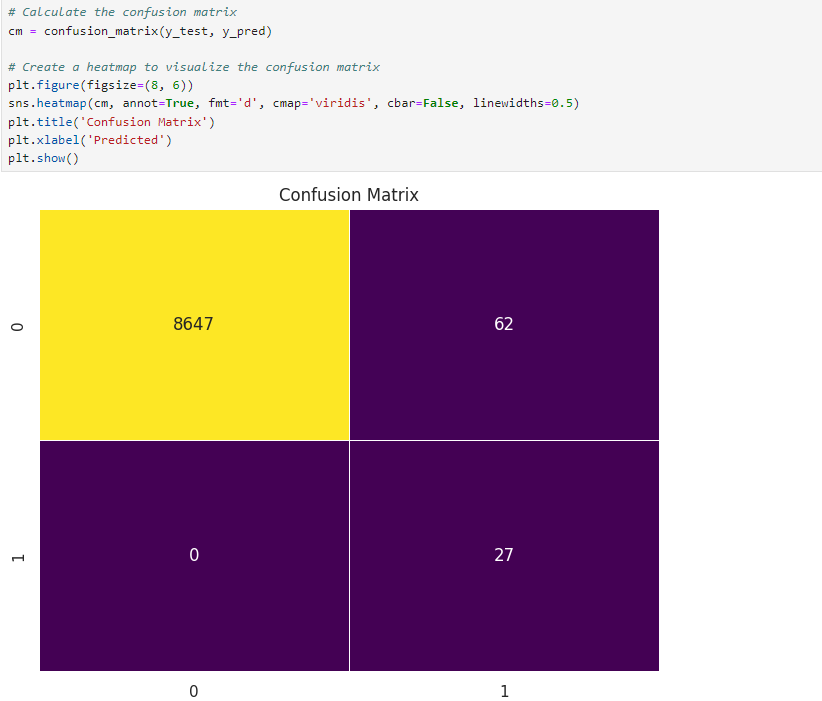 # Calculate the confusion matrix
cm = confusion_matrix(y_test, y_pred)
# Create a heatmap to visualize the confusion matrix
plt.figure(figsize=(8, 6))
sns.heatmap(cm, annot=True, fmt='d', cmap='viridis', cbar=False, linewidths=0.5)
plt.title('Confusion Matrix')
plt.xlabel('Predicted')
plt.show()
Confusion Matrix
0
8647
62
1
0
27
0
1